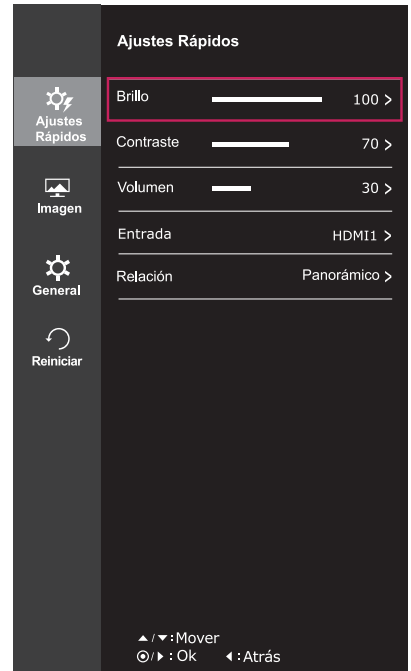 Ajustes Rápidos
Ajustes
Rápidos
Imagen
General
Reiniciar
Brillo 100 >
Contraste 70 >
Volumen 30 >
Entrada HDMI1 >
Relación Panorámico >
▲/▼:Mover
⦿/▶ : Ok ◀ :Atrás